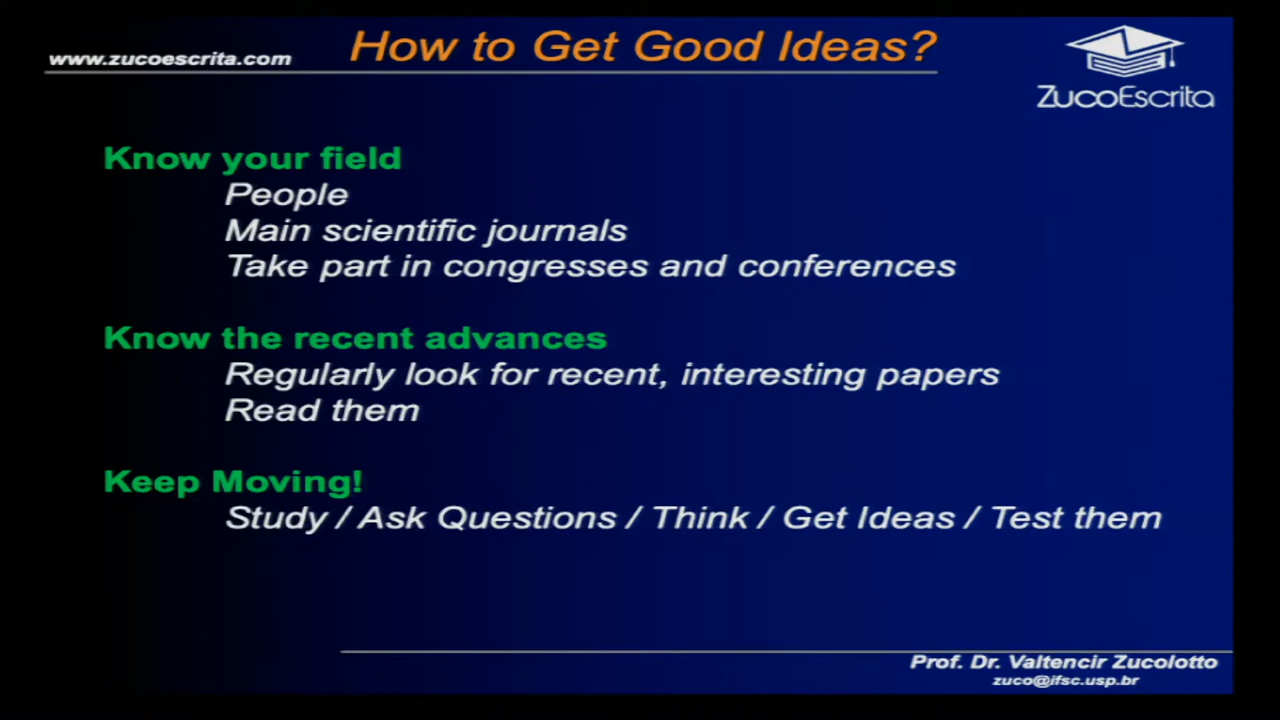 www.zucoescrita.com
How to Get Good Ideas?
ZucoEscrita
Know your field
People
Main scientific journals
Take part in congresses and conferences
Know the recent advances
Regularly look for recent, interesting papers
Read them
Keep Moving!
Study / Ask Questions / Think / Get Ideas / Test them
Prof. Dr. Valtencir Zucolotto
zuco@ifsc.usp.br